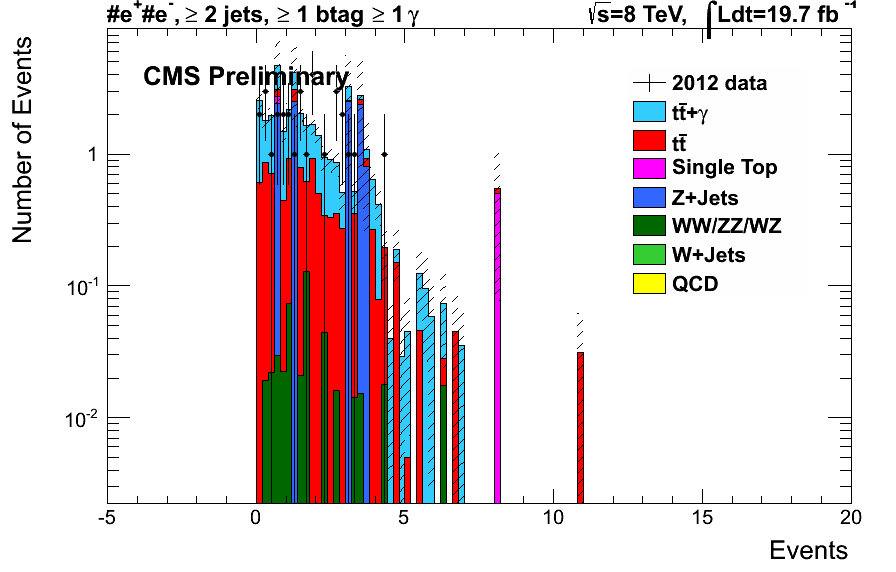 #e⁺#e⁻, ≥ 2 jets, ≥ 1 btag ≥ 1 γ
√s=8 TeV, ∫Ldt=19.7 fb⁻¹
CMS Preliminary
2012 data
tt̄+γ
tt̄
Single Top
Z+Jets
WW/ZZ/WZ
W+Jets
QCD
Number of Events
1
10⁻¹
10⁻²
-5 0 5 10 15 20
Events